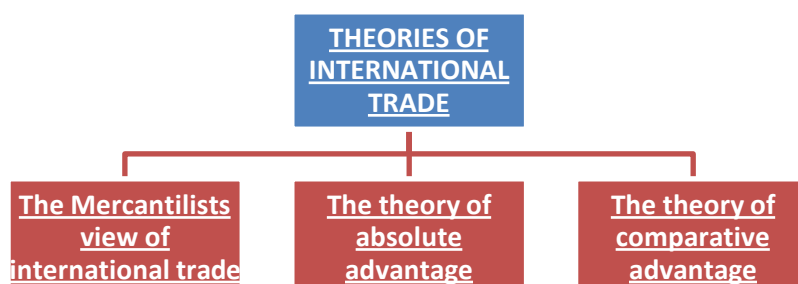 THEORIES OF
INTERNATIONAL
TRADE
The Mercantilists
view of
international trade
The theory of
absolute
advantage
The theory of
comparative
advantage